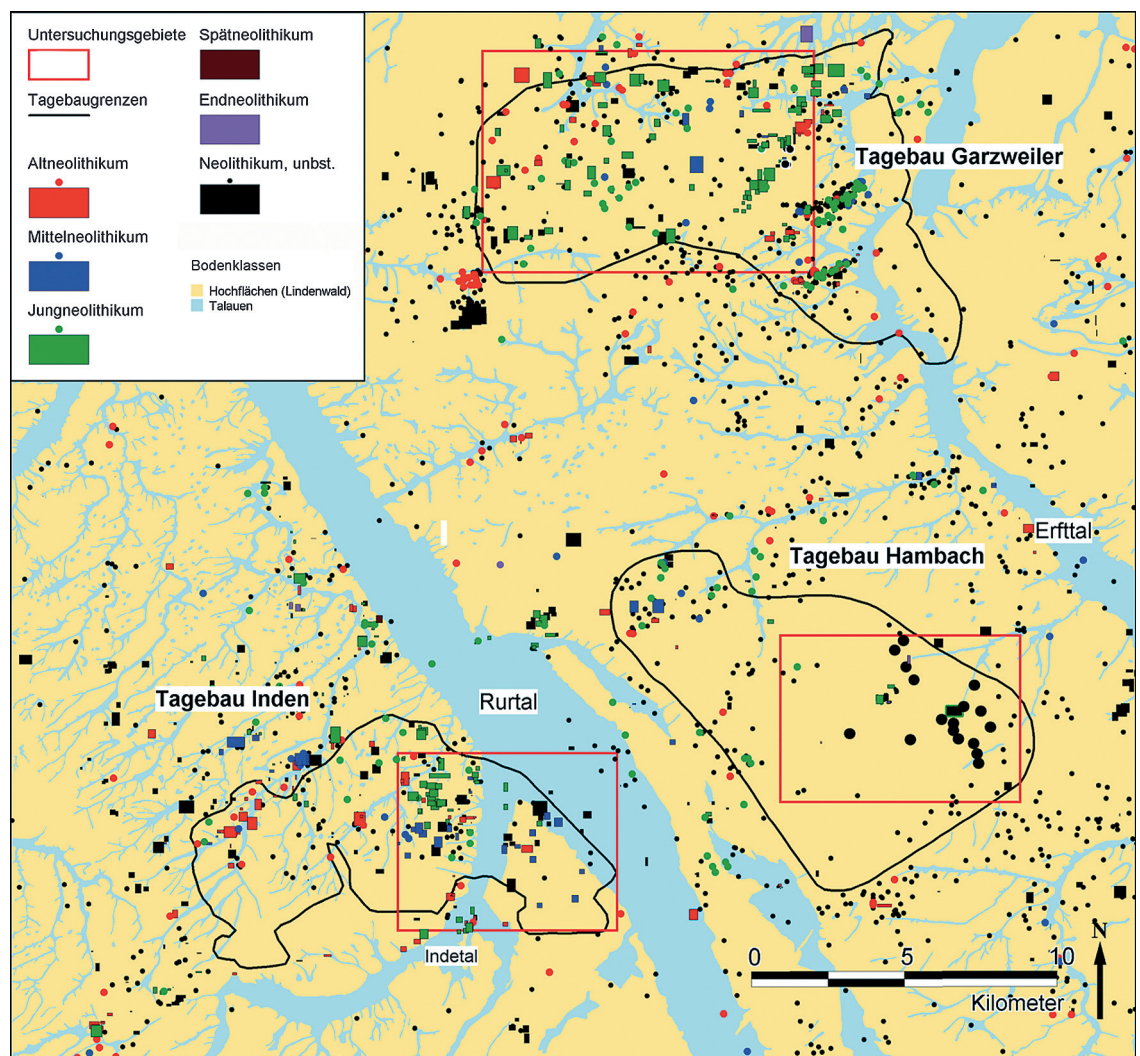 Untersuchungsgebiete
Tagebaugrenzen
Altneolithikum
Mittelneolithikum
Jungneolithikum
Spätneolithikum
Endneolithikum
Neolithikum, unbst.
Bodenklassen
Hochflächen (Lindenwald)
Talauen
Tagebau Garzweiler
Erfttal
Tagebau Hambach
Tagebau Inden
Rurtal
Indetal
N
0 5 10
Kilometer